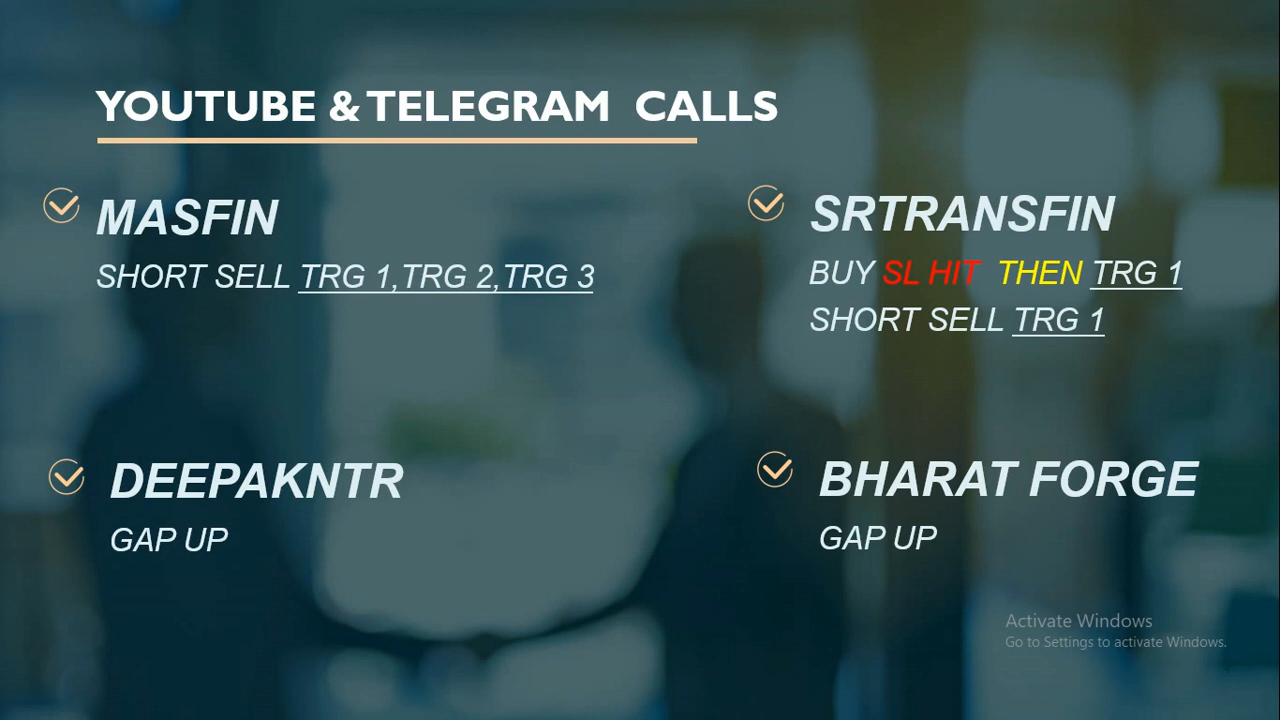 YOUTUBE & TELEGRAM CALLS
MASFIN
SHORT SELL TRG 1,TRG 2,TRG 3
SRTRANSFIN
BUY SL HIT THEN TRG 1
SHORT SELL TRG 1
DEEPAKNTR
GAP UP
BHARAT FORGE
GAP UP
Activate Windows
Go to Settings to activate Windows.